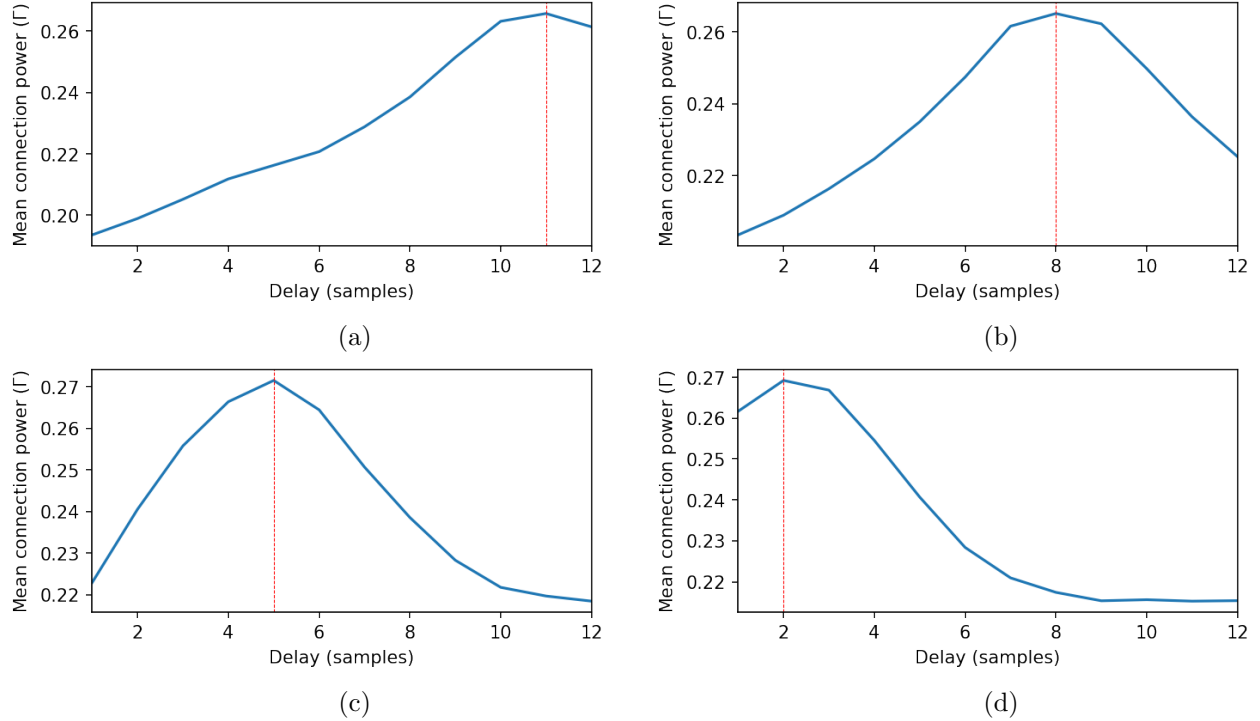 Mean connection power (Γ)
0.26
0.24
0.22
0.20
2 4 6 8 10 12
Delay (samples)
(a)
Mean connection power (Γ)
0.26
0.24
0.22
2 4 6 8 10 12
Delay (samples)
(b)
Mean connection power (Γ)
0.27
0.26
0.25
0.24
0.23
0.22
2 4 6 8 10 12
Delay (samples)
(c)
Mean connection power (Γ)
0.27
0.26
0.25
0.24
0.23
0.22
2 4 6 8 10 12
Delay (samples)
(d)